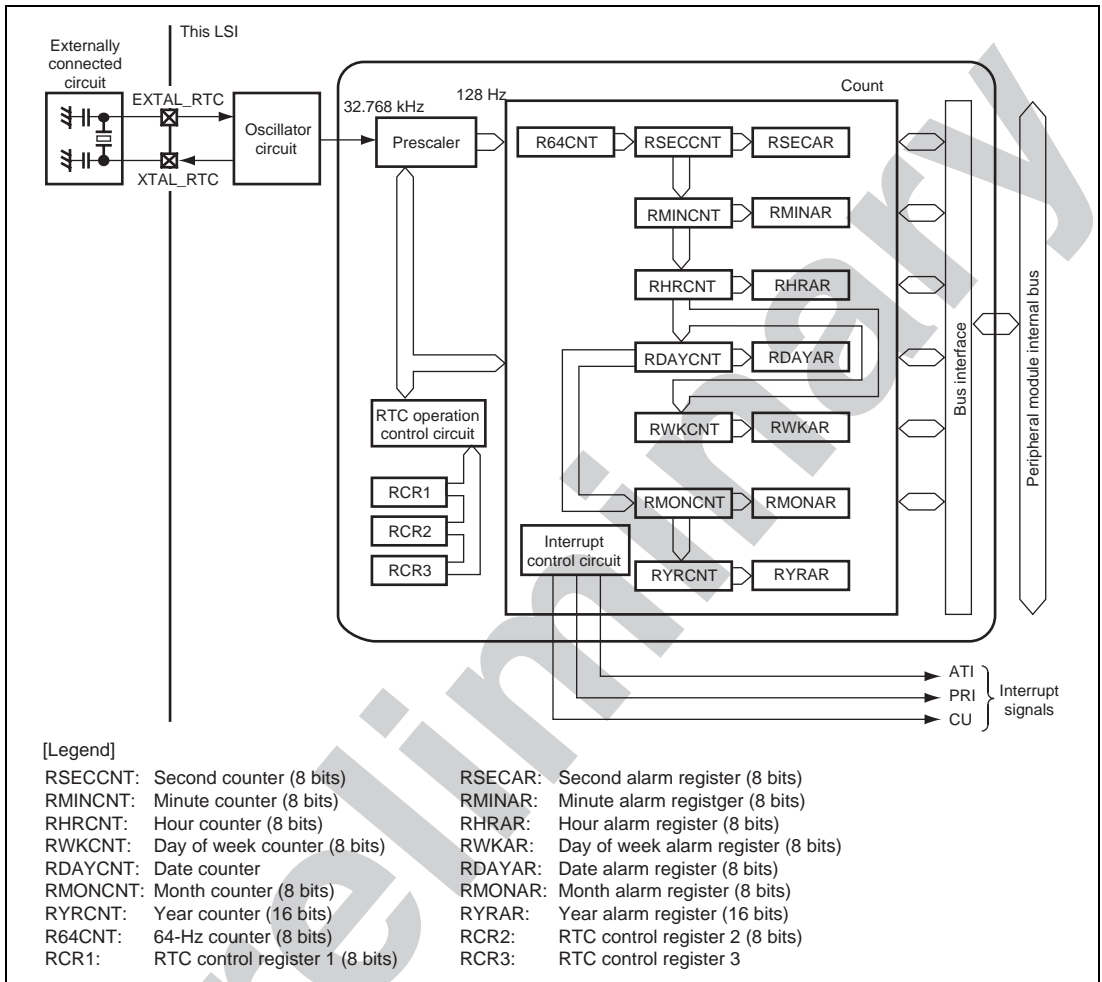 This LSI
Externally
connected
circuit
EXTAL_RTC
XTAL_RTC
Oscillator
circuit
32.768 kHz
128 Hz
Prescaler
Count
R64CNT
RSECCNT
RSECAR
RMINCNT
RMINAR
RHRCNT
RHRAR
RDAYCNT
RDAYAR
RWKCNT
RWKAR
RMONCNT
RMONAR
RYRCNT
RYRAR
RTC operation
control circuit
RCR1
RCR2
RCR3
Interrupt
control circuit
Bus interface
Peripheral module internal bus
ATI
PRI
CU
Interrupt
signals
[Legend]
RSECCNT: Second counter (8 bits)
RMINCNT: Minute counter (8 bits)
RHRCNT: Hour counter (8 bits)
RWKCNT: Day of week counter (8 bits)
RDAYCNT: Date counter
RMONCNT: Month counter (8 bits)
RYRCNT: Year counter (16 bits)
R64CNT: 64-Hz counter (8 bits)
RCR1: RTC control register 1 (8 bits)
RSECAR: Second alarm register (8 bits)
RMINAR: Minute alarm registger (8 bits)
RHRAR: Hour alarm register (8 bits)
RWKAR: Day of week alarm register (8 bits)
RDAYAR: Date alarm register (8 bits)
RMONAR: Month alarm register (8 bits)
RYRAR: Year alarm register (16 bits)
RCR2: RTC control register 2 (8 bits)
RCR3: RTC control register 3
reliminary